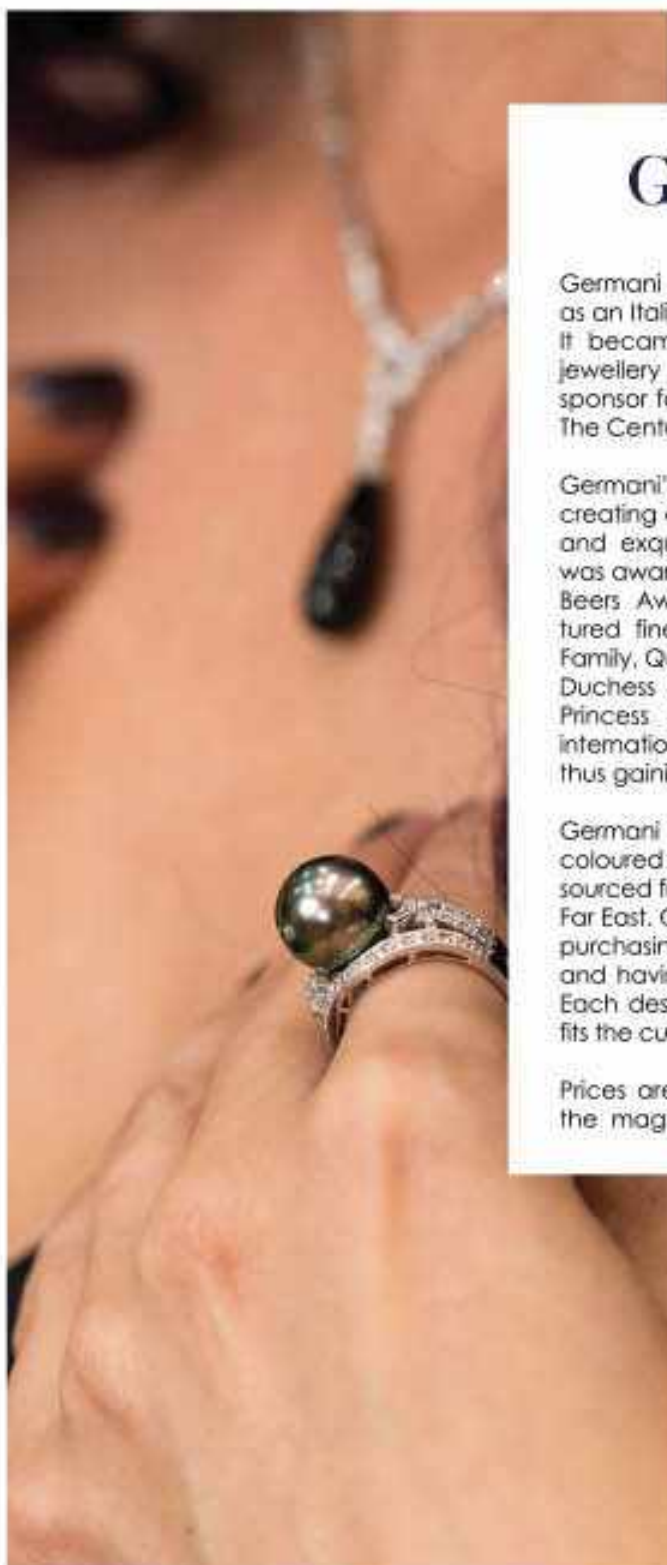 G
Germani
as an Itali
It becam
jewellery
sponsor fo
The Cent
Germani'
creating
and exqu
was awar
Beers Aw
tured fine
Family, Qu
Duchess
Princess
internatio
thus gaini
Germani
coloured
sourced f
Far East.
purchasin
and havi
Each des
fits the cu
Prices are
the mag